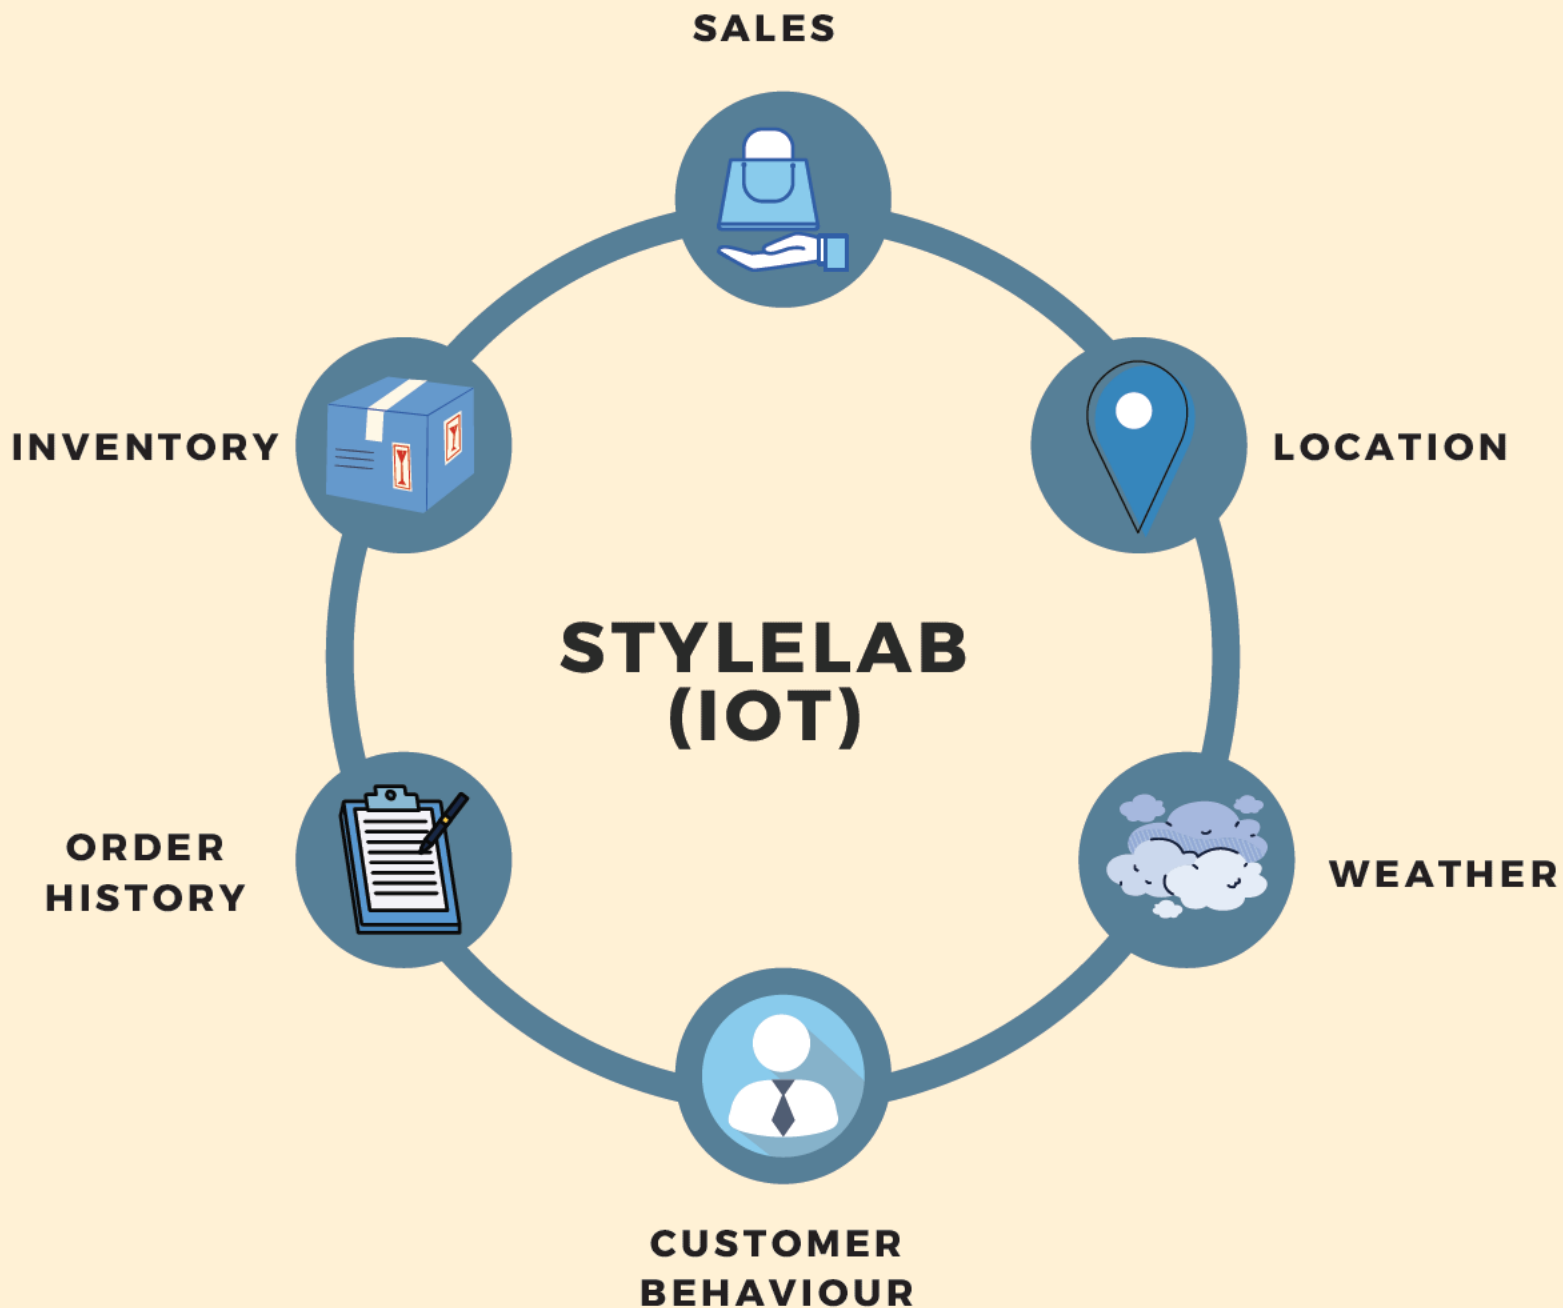 SALES
INVENTORY
LOCATION
STYLELAB
(IOT)
ORDER
HISTORY
WEATHER
CUSTOMER
BEHAVIOUR